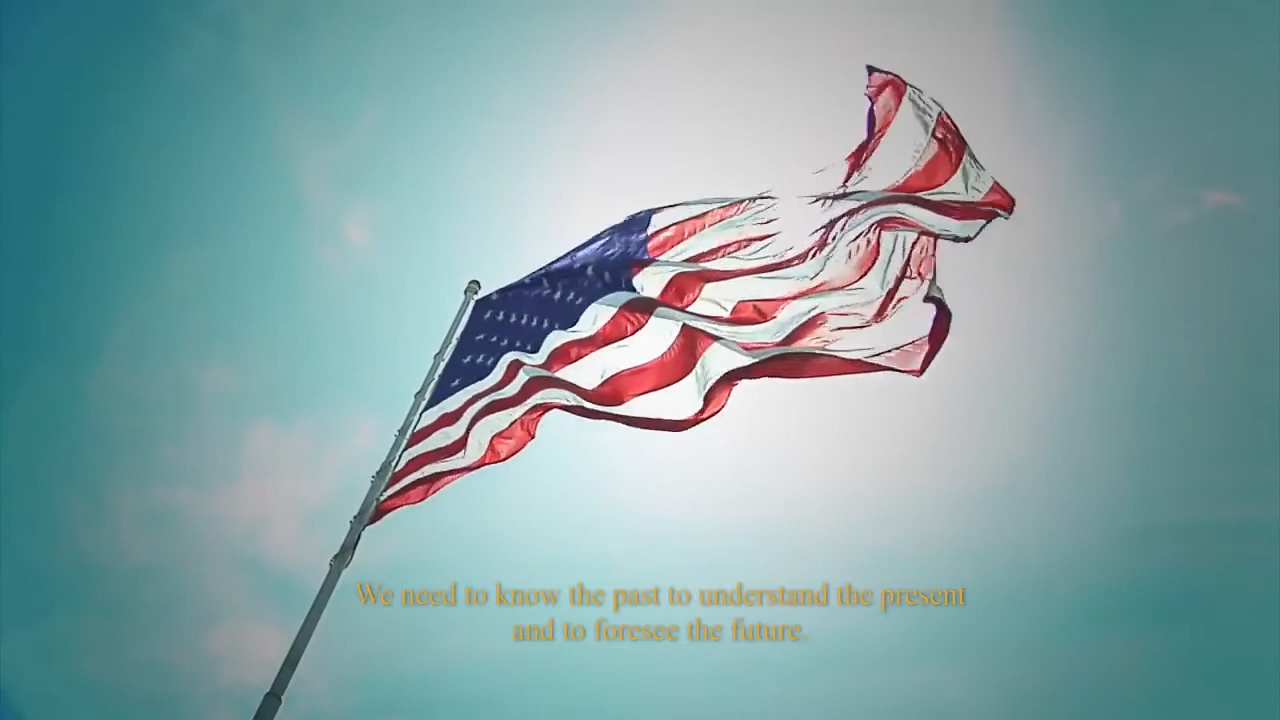 We need to know the past to understand the present
and to foresee the future.